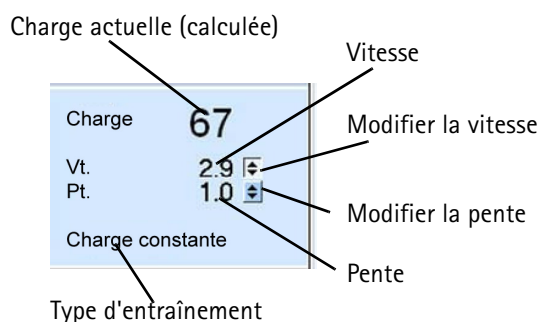 Charge actuelle (calculée)
Vitesse
Charge 67
Modifier la vitesse
Vt. 2.9
Pt. 1.0
Modifier la pente
Charge constante
Pente
Type d'entraînement